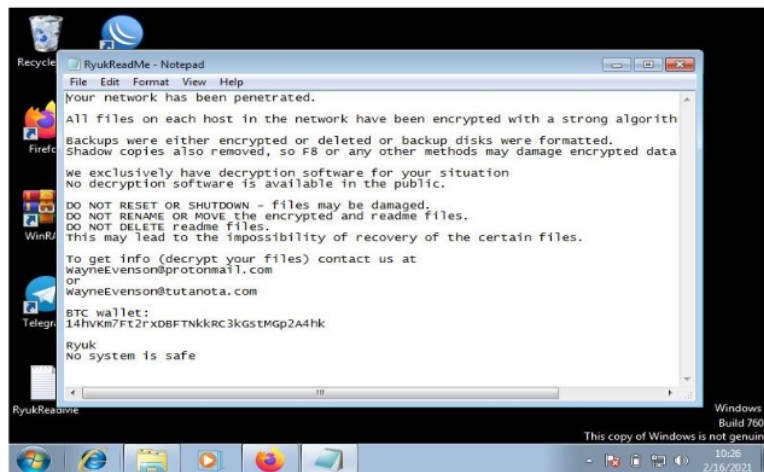 Recycle
RyukReadMe - Notepad
File Edit Format View Help
Your network has been penetrated.
All files on each host in the network have been encrypted with a strong algorith
Backups were either encrypted or deleted or backup disks were formatted.
Shadow copies also removed, so F8 or any other methods may damage encrypted data
We exclusively have decryption software for your situation
No decryption software is available in the public.
DO NOT RESET OR SHUTDOWN - files may be damaged.
DO NOT RENAME OR MOVE the encrypted and readme files.
DO NOT DELETE readme files.
This may lead to the impossibility of recovery of the certain files.
To get info (decrypt your files) contact us at
WayneEvenson@protonmail.com
or
WayneEvenson@tutanota.com
BTC wallet:
14hVKm7Ft2rxDBFTNkkRC3kGstMGp2A4hk
Ryuk
No system is safe
Firefo
WinRA
Telegra
RyukReadMe
Windows
Build 760
This copy of Windows is not genuin
10:26
2/16/2021